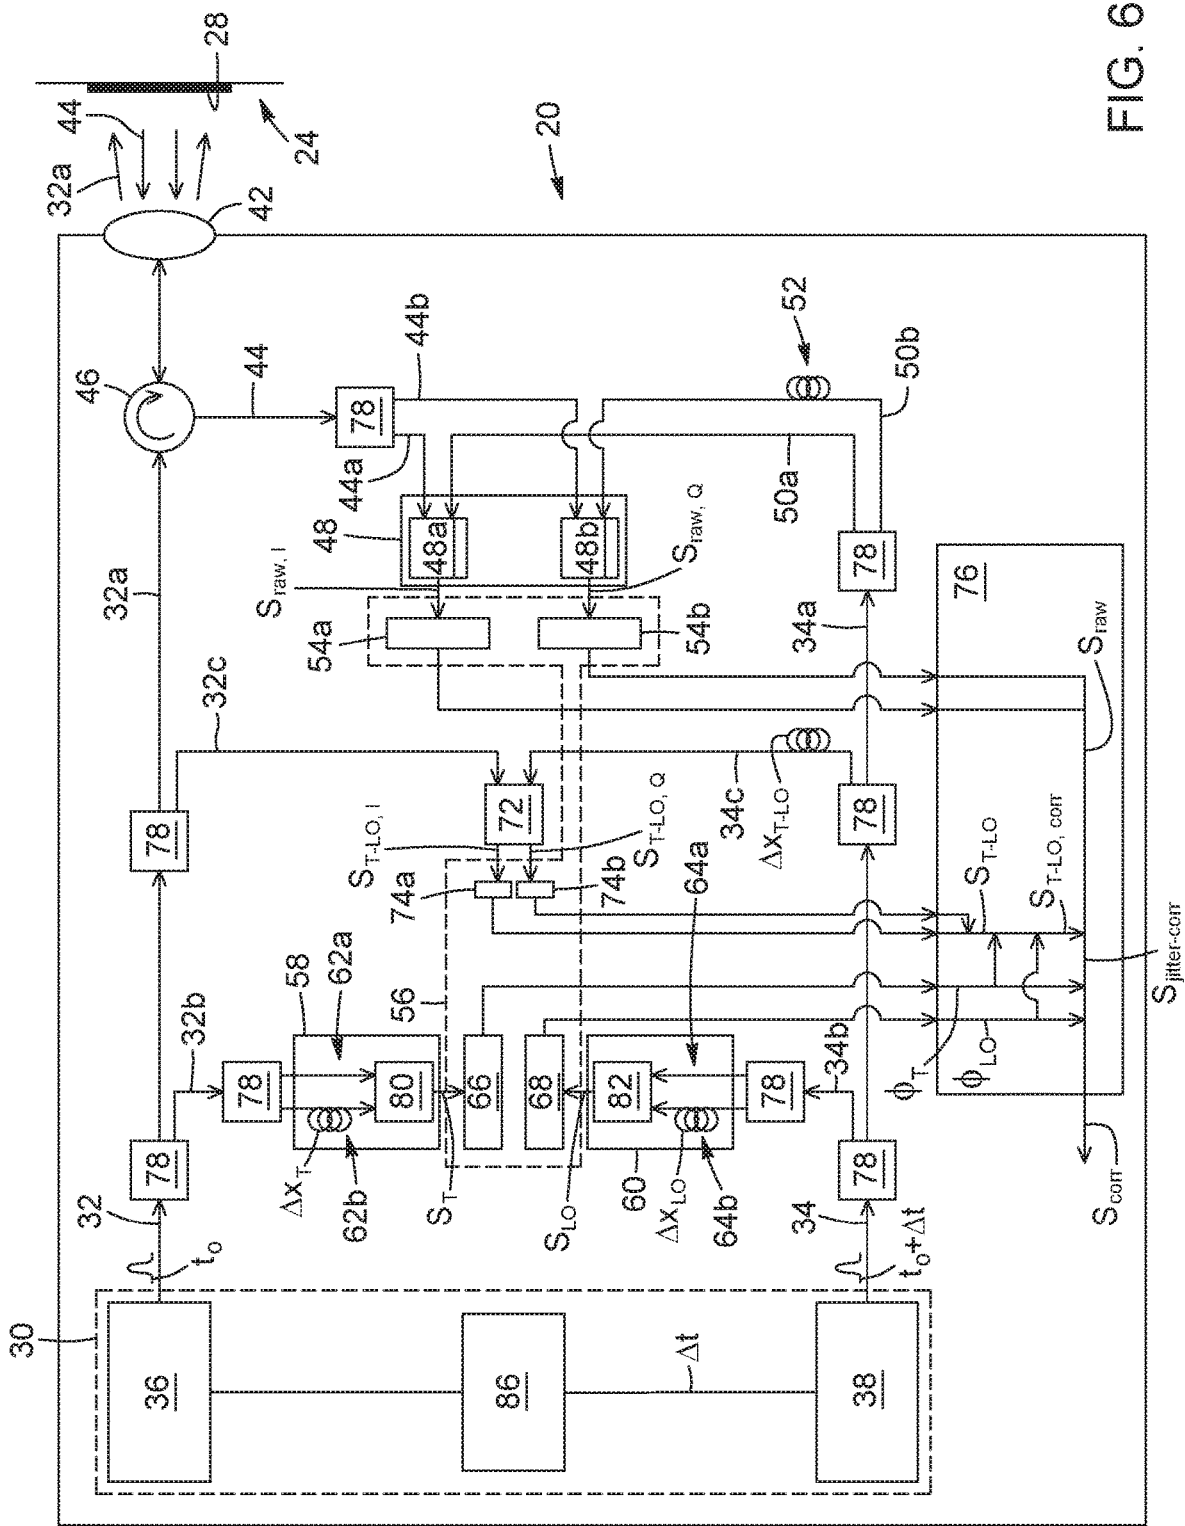 30
36
86
38
Δt
32
t₀
34
t₀+Δt
78
78
32b
78
34b
78
58
62a
62b
Δx_T
80
S_T
66
56
68
S_LO
82
60
Δx_LO
64a
64b
78
32c
72
S_T-LO, I
S_T-LO, Q
74a
74b
34c
Δx_T-LO
78
32a
46
44
78
44a
44b
48
48a
48b
S_raw, I
S_raw, Q
54a
54b
50a
50b
52
78
34a
76
S_raw
S_T-LO
S_T-LO, corr
ϕ_T
ϕ_LO
S_jitter-corr
S_corr
42
32a
44
28
24
20
FIG. 6